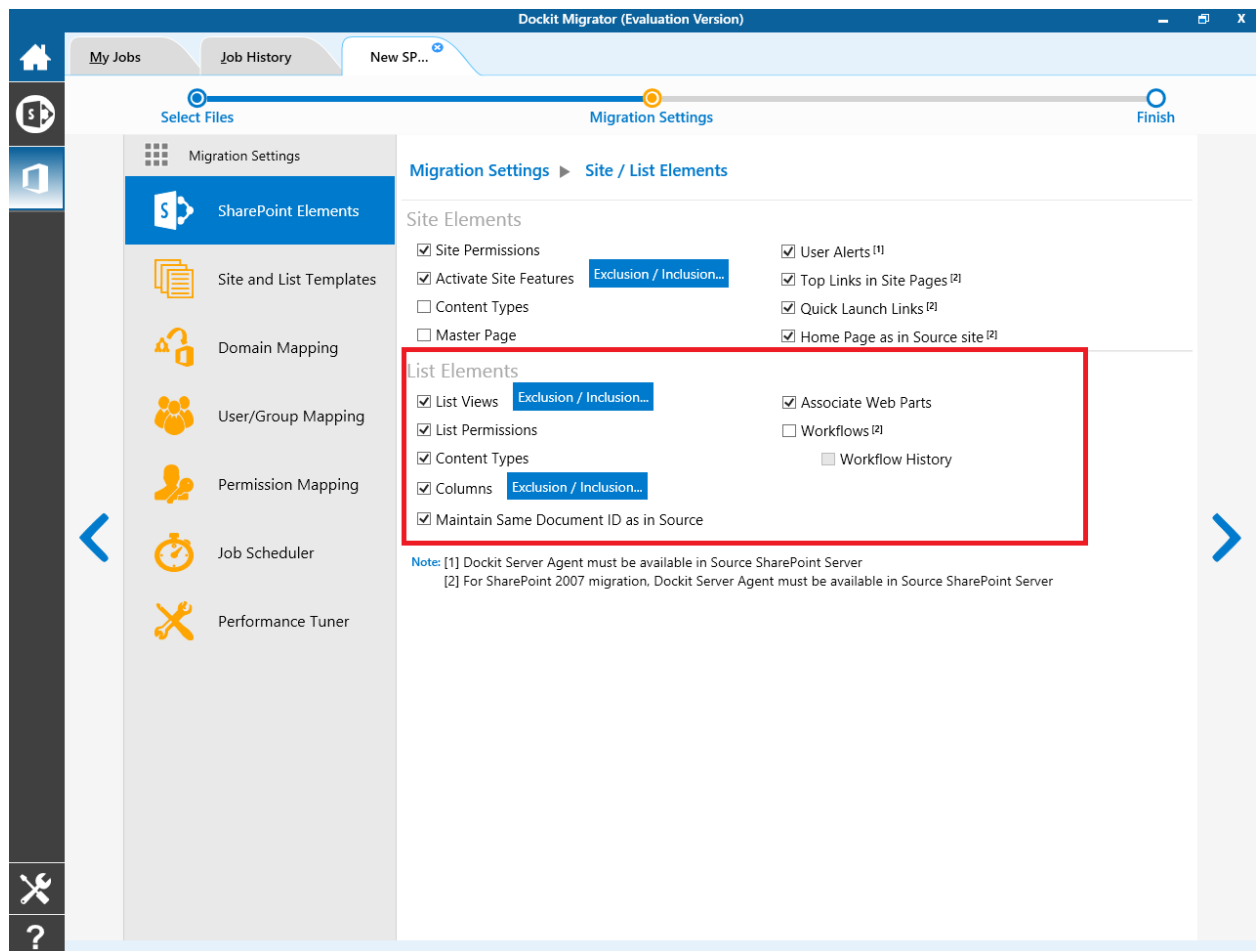 Dockit Migrator (Evaluation Version)
X
My Jobs
Job History
New SP...
Select Files
Migration Settings
Finish
Migration Settings
SharePoint Elements
Site and List Templates
Domain Mapping
User/Group Mapping
Permission Mapping
Job Scheduler
Performance Tuner
Migration Settings ▶ Site / List Elements
Site Elements
Site Permissions
Activate Site Features Exclusion / Inclusion...
Content Types
Master Page
User Alerts [1]
Top Links in Site Pages [2]
Quick Launch Links [2]
Home Page as in Source site [2]
List Elements
List Views Exclusion / Inclusion...
List Permissions
Content Types
Columns Exclusion / Inclusion...
Maintain Same Document ID as in Source
Associate Web Parts
Workflows [2]
Workflow History
Note: [1] Dockit Server Agent must be available in Source SharePoint Server
[2] For SharePoint 2007 migration, Dockit Server Agent must be available in Source SharePoint Server
?